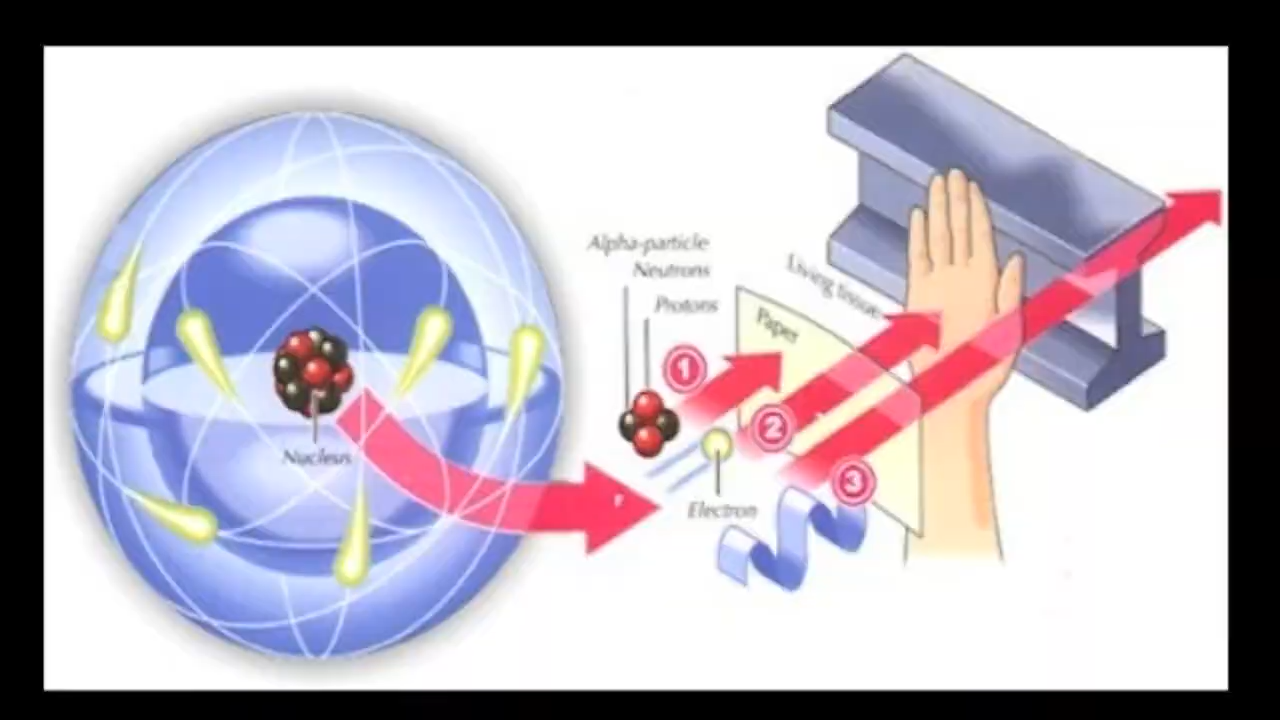 Alpha-particle
Neutrons
Protons
Living tissue
Paper
1
2
3
Nucleus
Electron